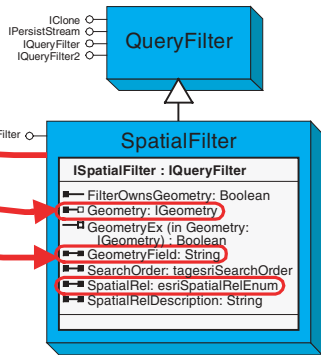 IClone
IPersistStream
IQueryFilter
IQueryFilter2
QueryFilter
SpatialFilter
ISpatialFilter : IQueryFilter
FilterOwnsGeometry: Boolean
Geometry: IGeometry
GeometryEx (in Geometry:
IGeometry) : Boolean
GeometryField: String
SearchOrder: tagesriSearchOrder
SpatialRel: esriSpatialRelEnum
SpatialRelDescription: String